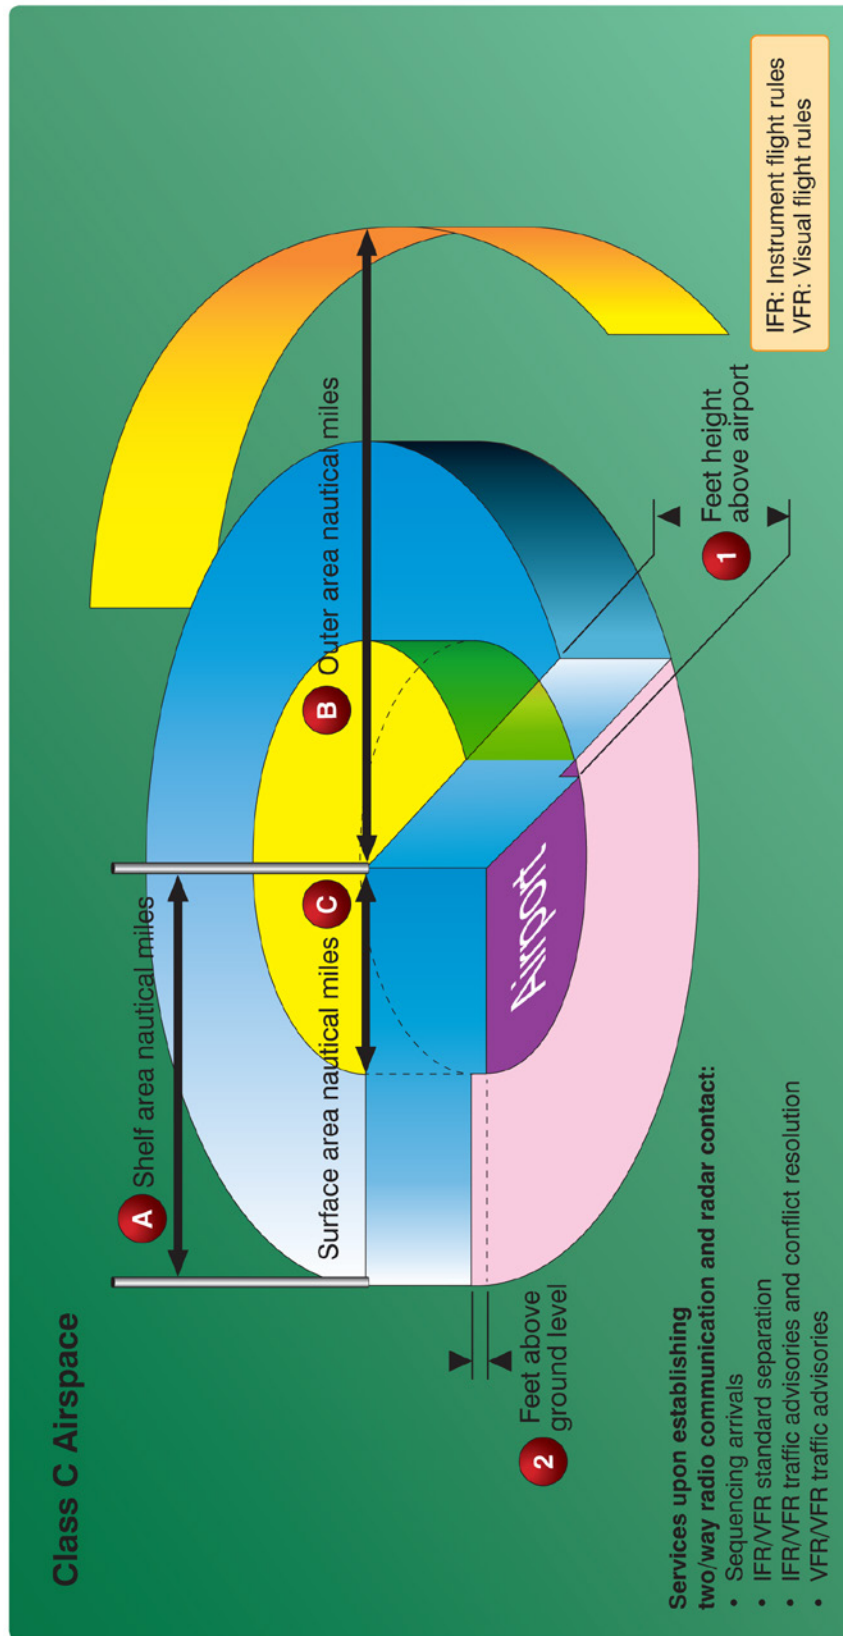 Class C Airspace
A Shelf area nautical miles
B Outer area nautical miles
Surface area nautical miles C
Airport
2 Feet above
ground level
1 Feet height
above airport
Services upon establishing
two/way radio communication and radar contact:
• Sequencing arrivals
• IFR/VFR standard separation
• IFR/VFR traffic advisories and conflict resolution
• VFR/VFR traffic advisories
IFR: Instrument flight rules
VFR: Visual flight rules